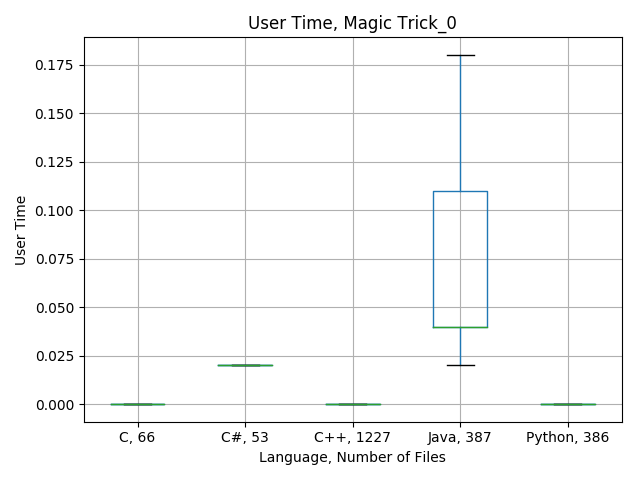 User Time, Magic Trick_0
0.175
0.150
0.125
0.100
0.075
0.050
0.025
0.000
User Time
C, 66 C#, 53 C++, 1227 Java, 387 Python, 386
Language, Number of Files